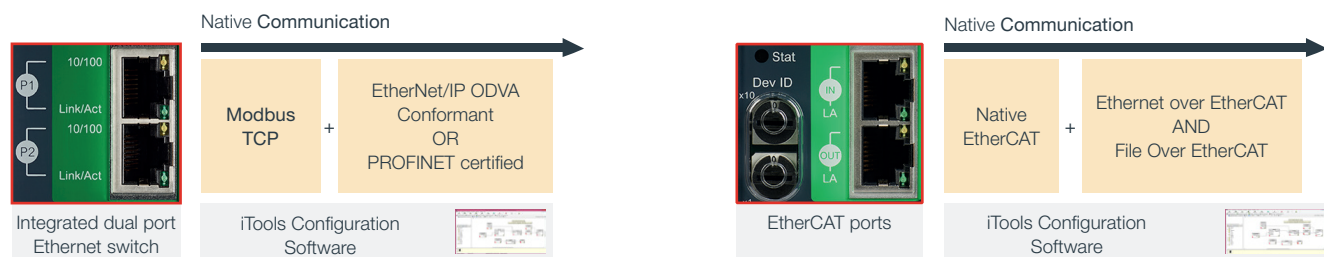 Native Communication
10/100
P1
Link/Act
10/100
P2
Link/Act
Modbus
TCP
+
EtherNet/IP ODVA
Conformant
OR
PROFINET certified
Integrated dual port
Ethernet switch
iTools Configuration
Software
Native Communication
Stat
Dev ID
x10
IN
LA
OUT
LA
x1
Native
EtherCAT
+
Ethernet over EtherCAT
AND
File Over EtherCAT
EtherCAT ports
iTools Configuration
Software